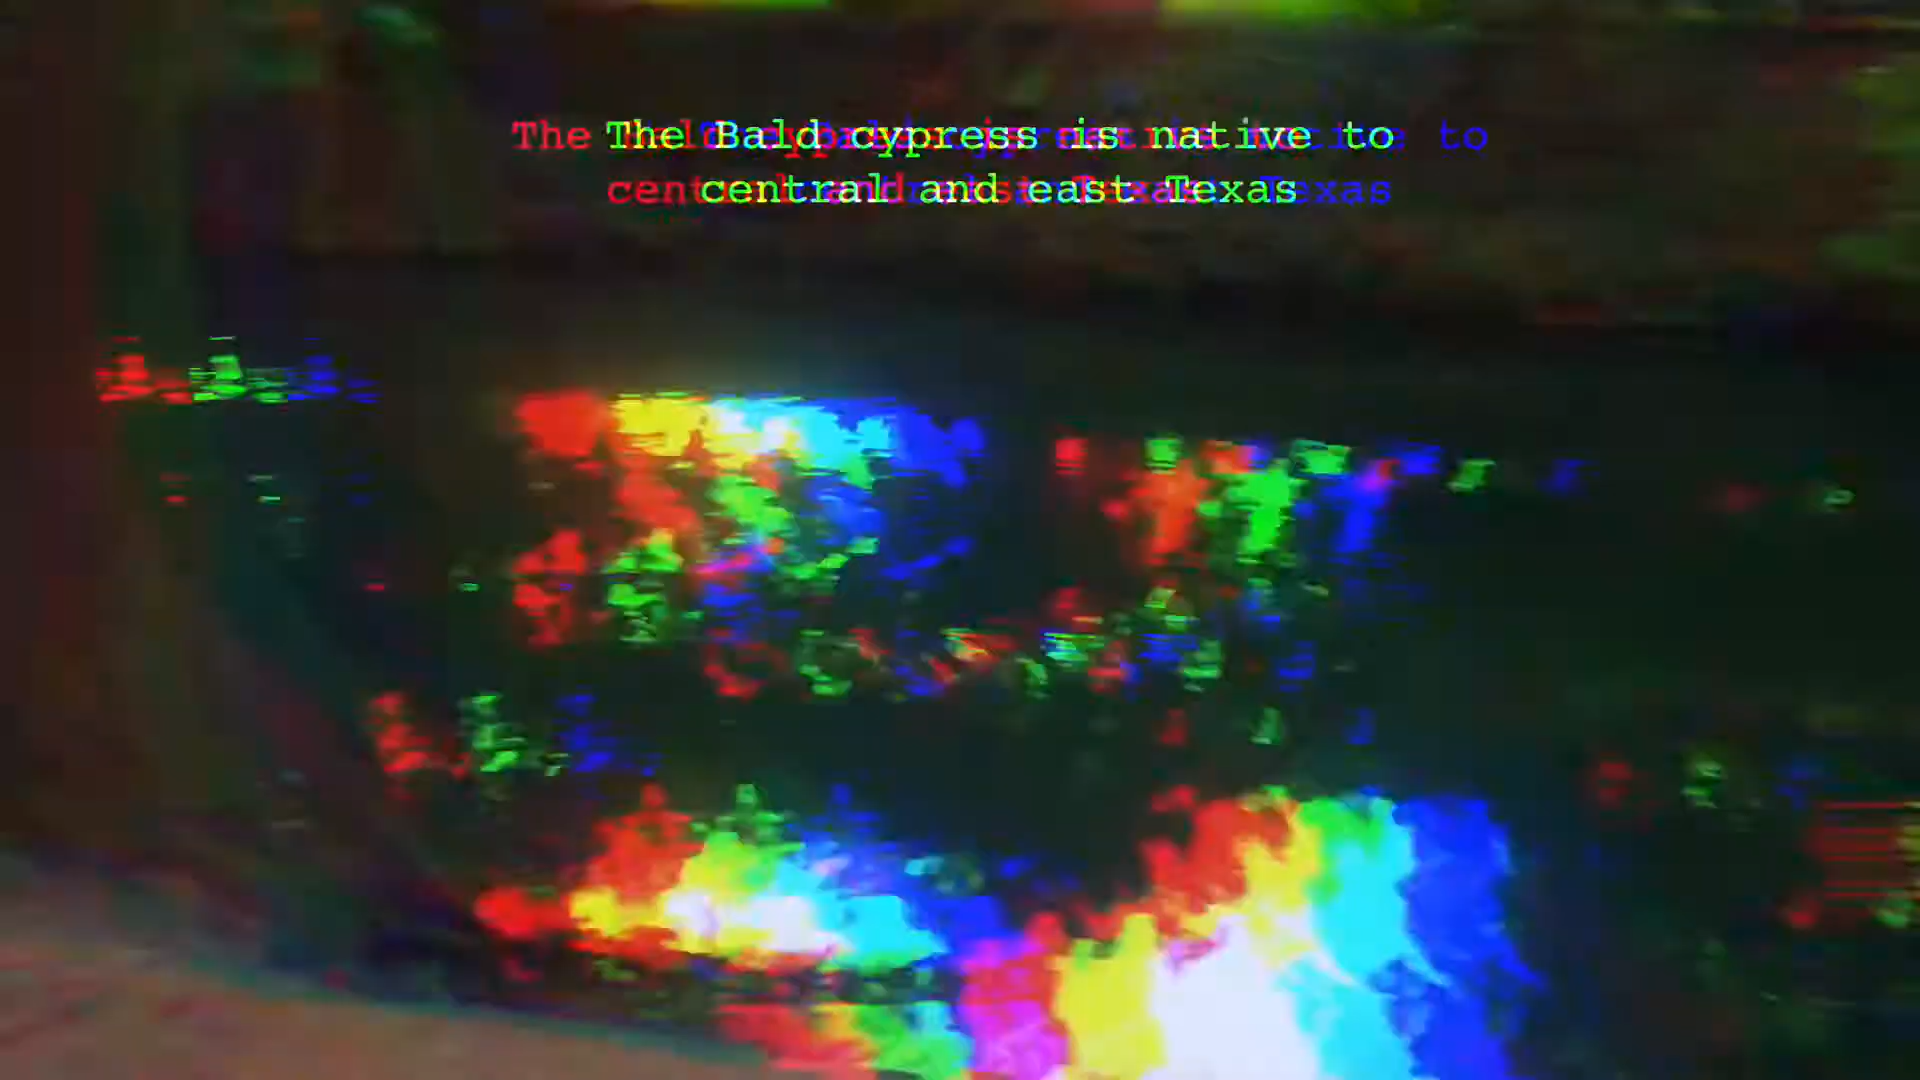 The Bald cypress is native to
central and east Texas